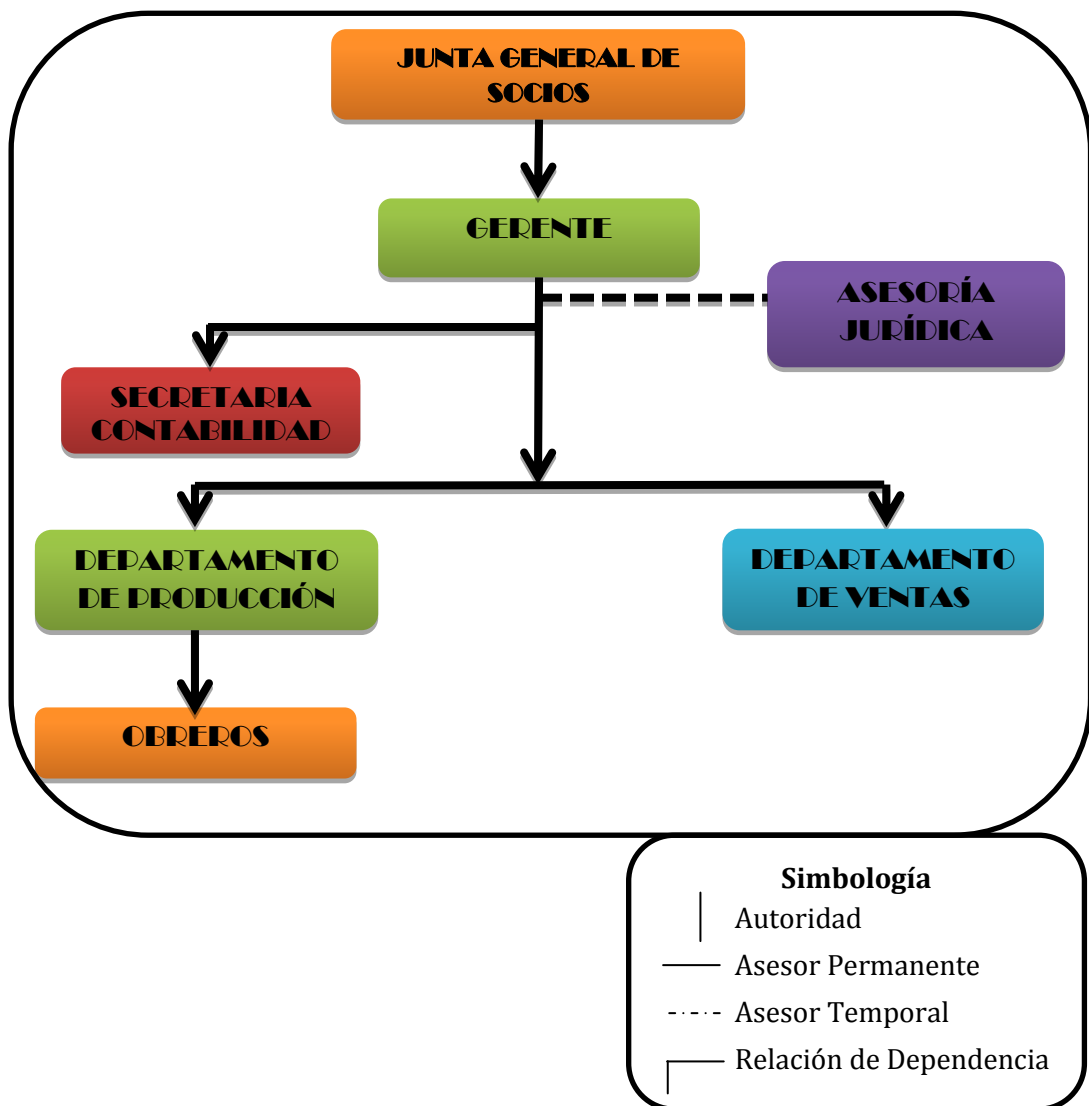 JUNTA GENERAL DE
SOCIOS
GERENTE
ASESORÍA
JURÍDICA
SECRETARIA
CONTABILIDAD
DEPARTAMENTO
DE PRODUCCIÓN
DEPARTAMENTO
DE VENTAS
OBREROS
Simbología
Autoridad
Asesor Permanente
Asesor Temporal
Relación de Dependencia